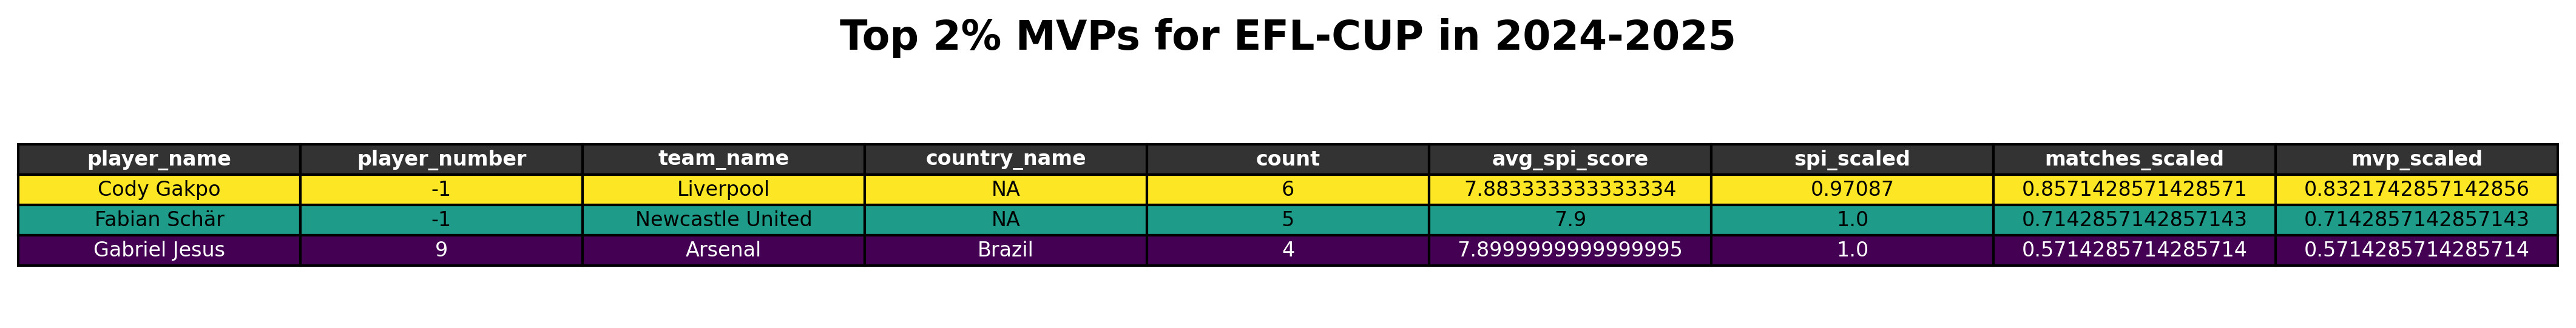 Top 2% MVPs for EFL-CUP in 2024-2025
player_name player_number team_name country_name count avg_spi_score spi_scaled matches_scaled mvp_scaled
Cody Gakpo -1 Liverpool NA 6 7.883333333333334 0.97087 0.8571428571428571 0.8321742857142856
Fabian Schär -1 Newcastle United NA 5 7.9 1.0 0.7142857142857143 0.7142857142857143
Gabriel Jesus 9 Arsenal Brazil 4 7.8999999999999995 1.0 0.5714285714285714 0.5714285714285714